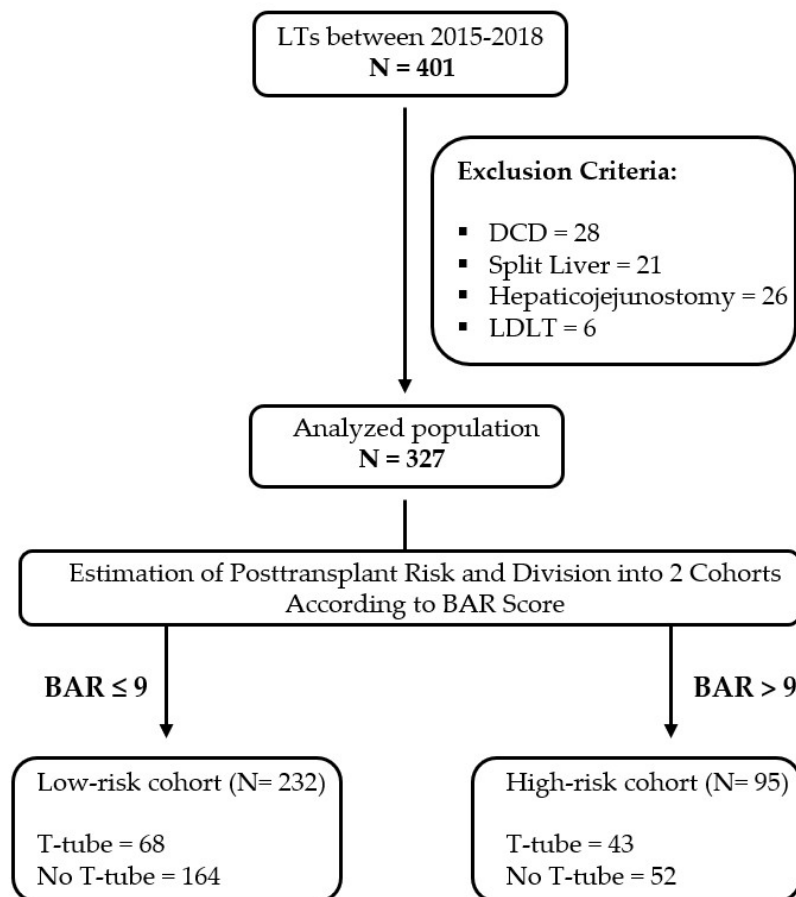 LTs between 2015-2018
N = 401
Exclusion Criteria:
▪ DCD = 28
▪ Split Liver = 21
▪ Hepaticojejunostomy = 26
▪ LDLT = 6
Analyzed population
N = 327
Estimation of Posttransplant Risk and Division into 2 Cohorts
According to BAR Score
BAR ≤ 9
BAR > 9
Low-risk cohort (N= 232)
T-tube = 68
No T-tube = 164
High-risk cohort (N= 95)
T-tube = 43
No T-tube = 52